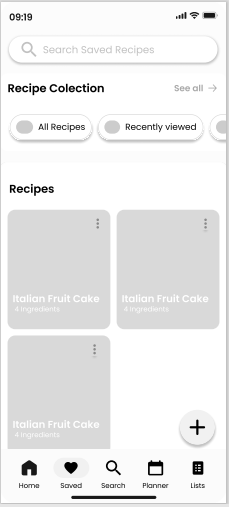 09:19
Search Saved Recipes
Recipe Colection
See all
All Recipes
Recently viewed
Recipes
Italian Fruit Cake
4 Ingredients
Italian Fruit Cake
4 Ingredients
Italian Fruit Cake
4 Ingredients
Home
Saved
Search
Planner
Lists